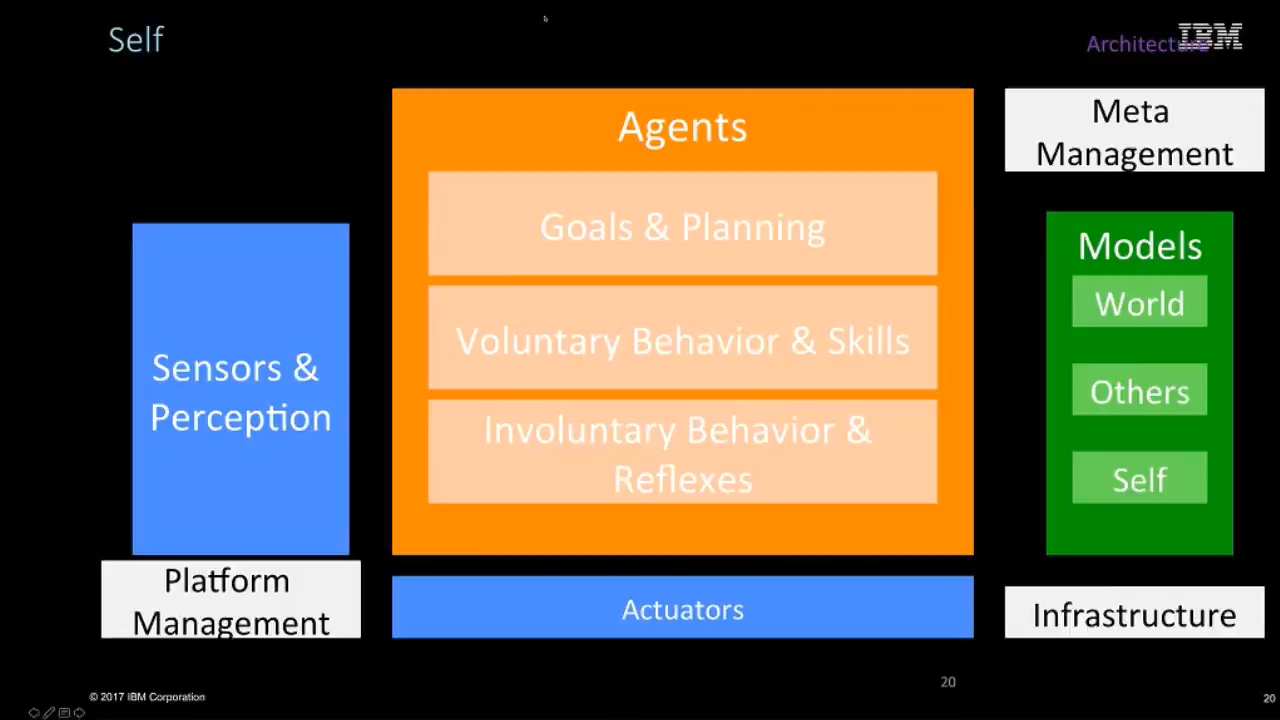 Self
Architecture
IBM
Agents
Goals & Planning
Voluntary Behavior & Skills
Involuntary Behavior &
Reflexes
Sensors &
Perception
Platform
Management
Actuators
Meta
Management
Models
World
Others
Self
Infrastructure
© 2017 IBM Corporation
20
20